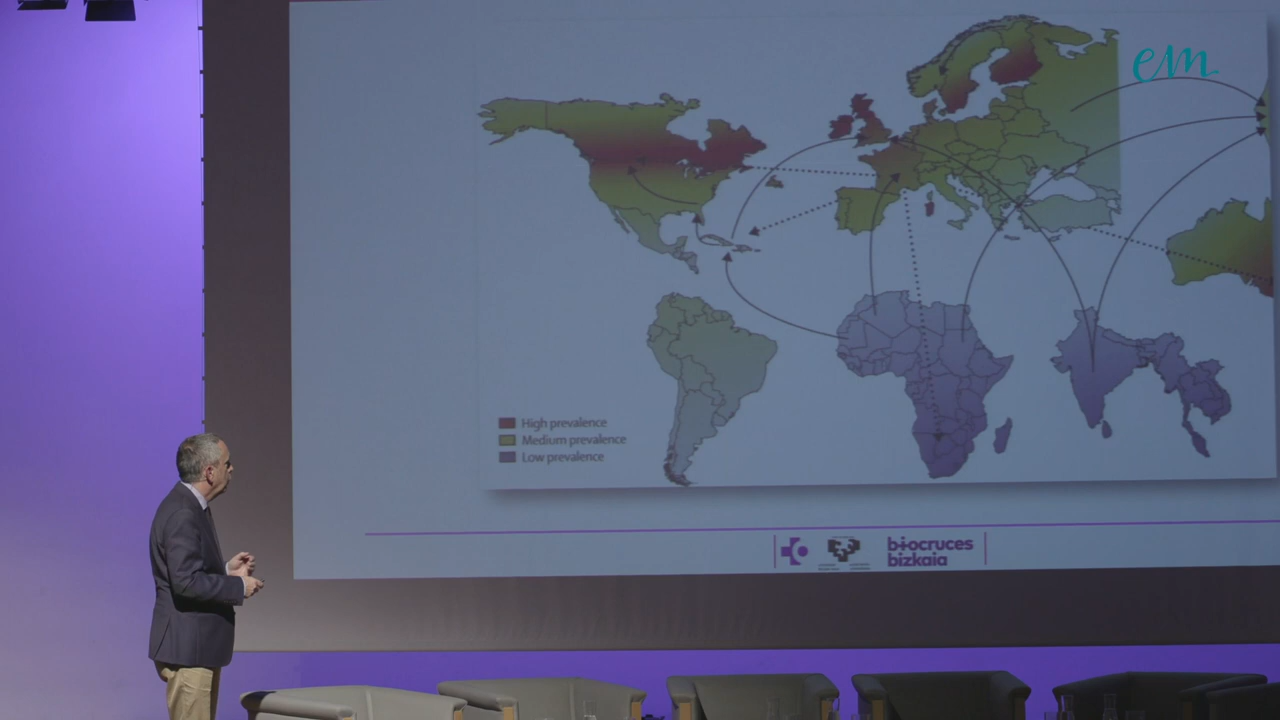 em
High prevalence
Medium prevalence
Low prevalence
biocruces
bizkaia